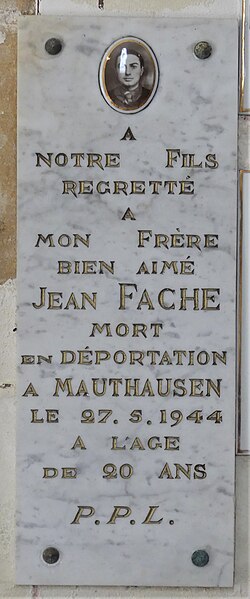 A
NOTRE FILS
REGRETTÉ
A
MON FRÈRE
BIEN AIMÉ
JEAN FACHE
MORT
EN DÉPORTATION
A MAUTHAUSEN
LE 27.5.1944
A L'AGE
DE 20 ANS
P.P.L.